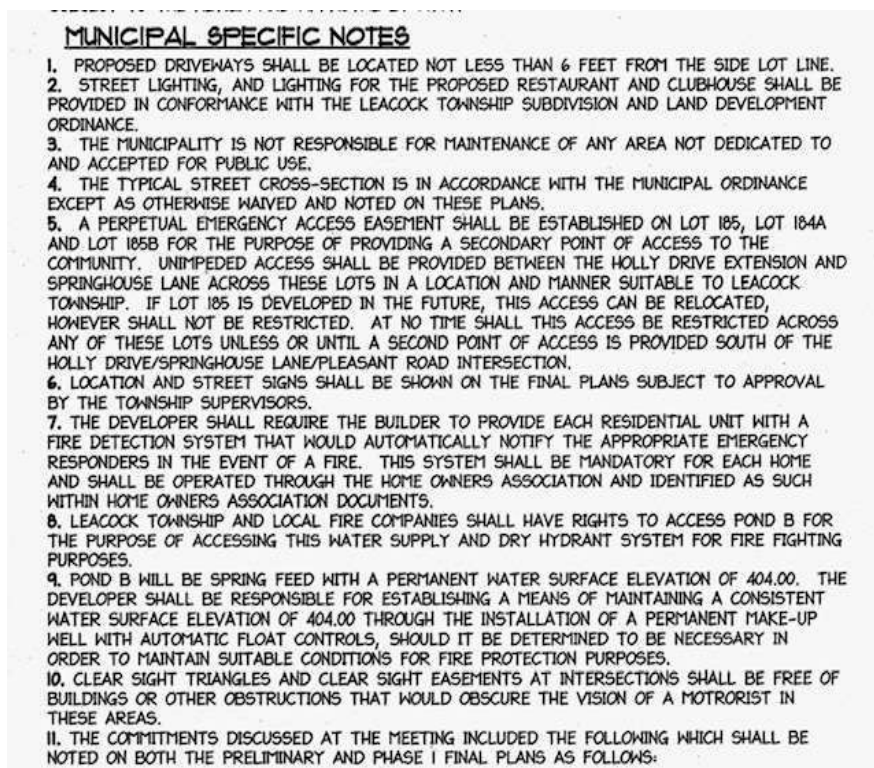 MUNICIPAL SPECIFIC NOTES
1. PROPOSED DRIVEWAYS SHALL BE LOCATED NOT LESS THAN 6 FEET FROM THE SIDE LOT LINE.
2. STREET LIGHTING, AND LIGHTING FOR THE PROPOSED RESTAURANT AND CLUBHOUSE SHALL BE
PROVIDED IN CONFORMANCE WITH THE LEACOCK TOWNSHIP SUBDIVISION AND LAND DEVELOPMENT
ORDINANCE.
3. THE MUNICIPALITY IS NOT RESPONSIBLE FOR MAINTENANCE OF ANY AREA NOT DEDICATED TO
AND ACCEPTED FOR PUBLIC USE.
4. THE TYPICAL STREET CROSS-SECTION IS IN ACCORDANCE WITH THE MUNICIPAL ORDINANCE
EXCEPT AS OTHERWISE WAIVED AND NOTED ON THESE PLANS.
5. A PERPETUAL EMERGENCY ACCESS EASEMENT SHALL BE ESTABLISHED ON LOT 185, LOT 184A
AND LOT 185B FOR THE PURPOSE OF PROVIDING A SECONDARY POINT OF ACCESS TO THE
COMMUNITY. UNIMPEDED ACCESS SHALL BE PROVIDED BETWEEN THE HOLLY DRIVE EXTENSION AND
SPRINGHOUSE LANE ACROSS THESE LOTS IN A LOCATION AND MANNER SUITABLE TO LEACOCK
TOWNSHIP. IF LOT 185 IS DEVELOPED IN THE FUTURE, THIS ACCESS CAN BE RELOCATED,
HOWEVER SHALL NOT BE RESTRICTED. AT NO TIME SHALL THIS ACCESS BE RESTRICTED ACROSS
ANY OF THESE LOTS UNLESS OR UNTIL A SECOND POINT OF ACCESS IS PROVIDED SOUTH OF THE
HOLLY DRIVE/SPRINGHOUSE LANE/PLEASANT ROAD INTERSECTION.
6. LOCATION AND STREET SIGNS SHALL BE SHOWN ON THE FINAL PLANS SUBJECT TO APPROVAL
BY THE TOWNSHIP SUPERVISORS.
7. THE DEVELOPER SHALL REQUIRE THE BUILDER TO PROVIDE EACH RESIDENTIAL UNIT WITH A
FIRE DETECTION SYSTEM THAT WOULD AUTOMATICALLY NOTIFY THE APPROPRIATE EMERGENCY
RESPONDERS IN THE EVENT OF A FIRE. THIS SYSTEM SHALL BE MANDATORY FOR EACH HOME
AND SHALL BE OPERATED THROUGH THE HOME OWNERS ASSOCIATION AND IDENTIFIED AS SUCH
WITHIN HOME OWNERS ASSOCIATION DOCUMENTS.
8. LEACOCK TOWNSHIP AND LOCAL FIRE COMPANIES SHALL HAVE RIGHTS TO ACCESS POND B FOR
THE PURPOSE OF ACCESSING THIS WATER SUPPLY AND DRY HYDRANT SYSTEM FOR FIRE FIGHTING
PURPOSES.
9. POND B WILL BE SPRING FEED WITH A PERMANENT WATER SURFACE ELEVATION OF 404.00. THE
DEVELOPER SHALL BE RESPONSIBLE FOR ESTABLISHING A MEANS OF MAINTAINING A CONSISTENT
WATER SURFACE ELEVATION OF 404.00 THROUGH THE INSTALLATION OF A PERMANENT MAKE-UP
WELL WITH AUTOMATIC FLOAT CONTROLS, SHOULD IT BE DETERMINED TO BE NECESSARY IN
ORDER TO MAINTAIN SUITABLE CONDITIONS FOR FIRE PROTECTION PURPOSES.
10. CLEAR SIGHT TRIANGLES AND CLEAR SIGHT EASEMENTS AT INTERSECTIONS SHALL BE FREE OF
BUILDINGS OR OTHER OBSTRUCTIONS THAT WOULD OBSCURE THE VISION OF A MOTRORIST IN
THESE AREAS.
11. THE COMMITMENTS DISCUSSED AT THE MEETING INCLUDED THE FOLLOWING WHICH SHALL BE
NOTED ON BOTH THE PRELIMINARY AND PHASE I FINAL PLANS AS FOLLOWS: